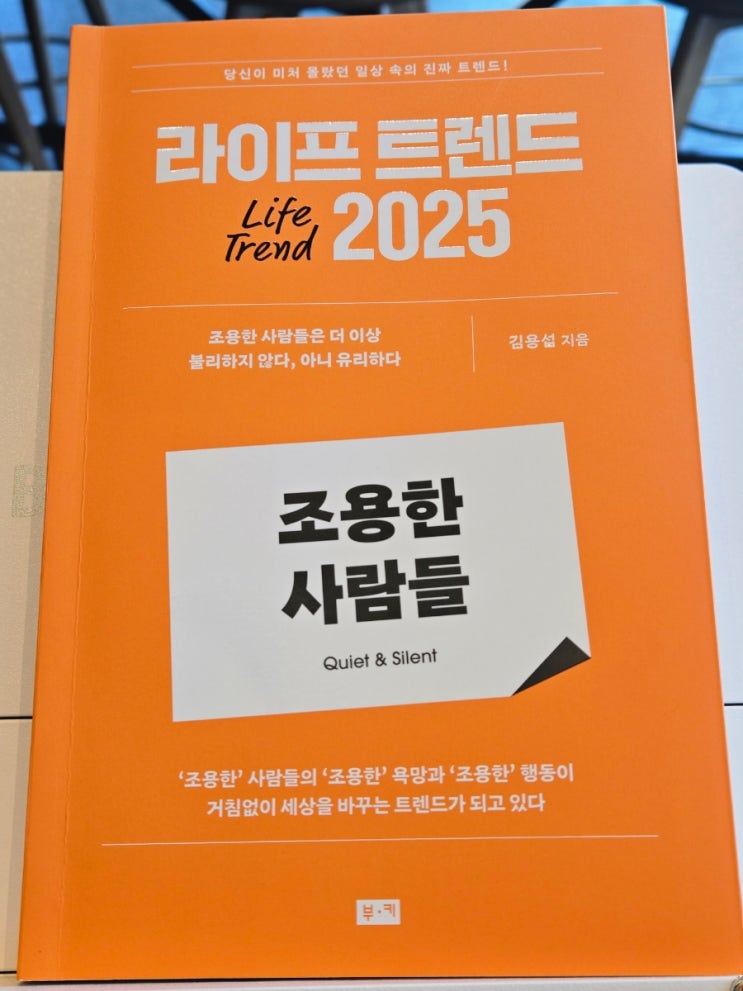 당신이 미처 몰랐던 일상 속의 진짜 트렌드!
라이프 트렌드
Life
Trend
2025
조용한 사람들은 더 이상
불리하지 않다, 아니 유리하다
김용섭 지음
조용한
사람들
Quiet & Silent
‘조용한’ 사람들의 ‘조용한’ 욕망과 ‘조용한’ 행동이
거침없이 세상을 바꾸는 트렌드가 되고 있다
부·키